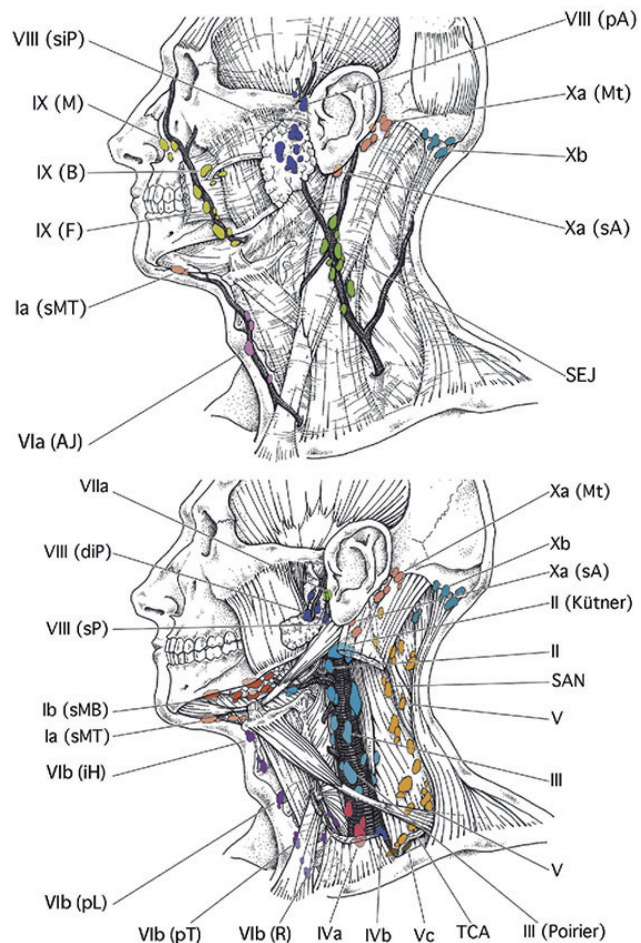 VIII (siP)
VIII (pA)
IX (M)
Xa (Mt)
IX (B)
Xb
IX (F)
Xa (sA)
Ia (sMT)
SEJ
VIa (AJ)
VIIa
Xa (Mt)
VIII (diP)
Xb
Xa (sA)
VIII (sP)
II (Kütner)
II
SAN
Ib (sMB)
V
Ia (sMT)
VIb (iH)
III
VIb (pL)
V
VIb (pT)
VIb (R)
IVa
IVb
Vc
TCA
III (Poirier)